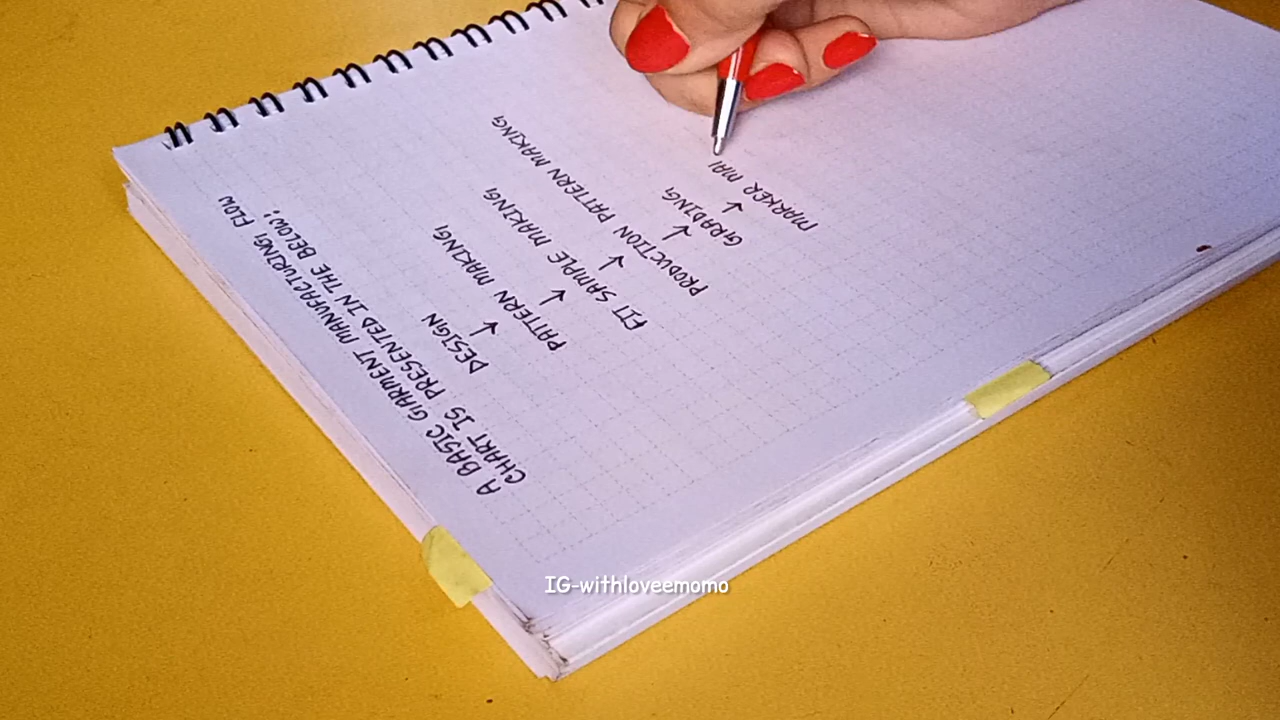 A BASIC GARMENT MANUFACTURING FLOW
CHART IS PRESENTED IN THE BELOW;
DESIGN
↓
PATTERN MAKING
↓
FIT SAMPLE MAKING
↓
PRODUCTION PATTERN MAKING
↓
GRADING
↓
MARKER MAI
IG-withloveemomo